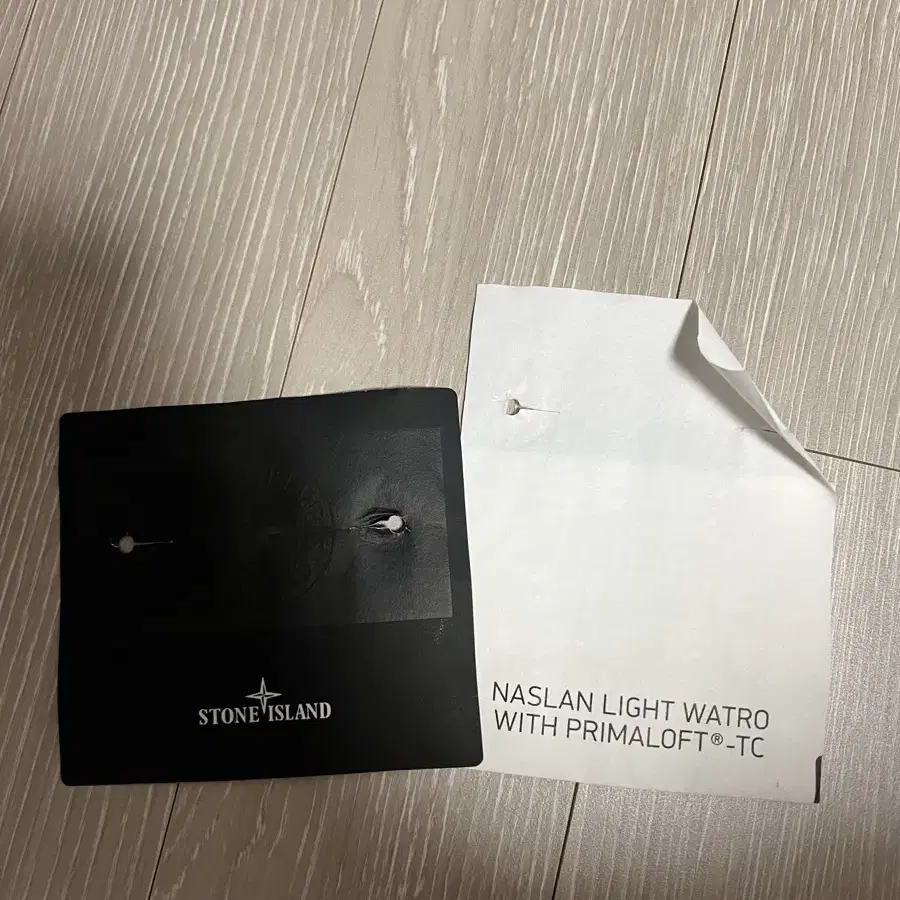 STONE ISLAND
NASLAN LIGHT WATRO
WITH PRIMALOFT®-TC